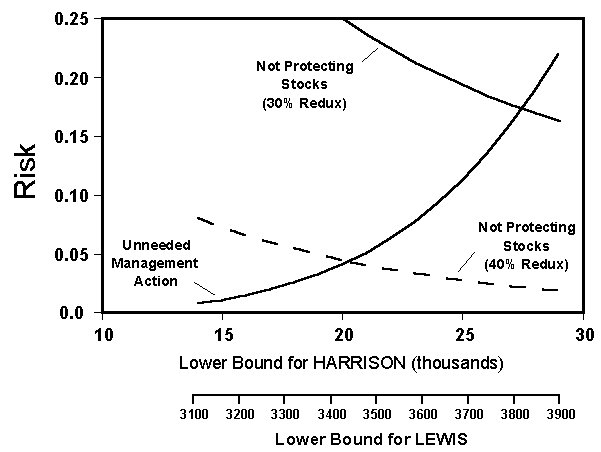 0.25
Not Protecting
Stocks
(30% Redux)
0.20
0.15
Risk
0.10
Not Protecting
Stocks
(40% Redux)
Unneeded
Management
Action
0.05
0.0
10 15 20 25 30
Lower Bound for HARRISON (thousands)
3100 3200 3300 3400 3500 3600 3700 3800 3900
Lower Bound for LEWIS